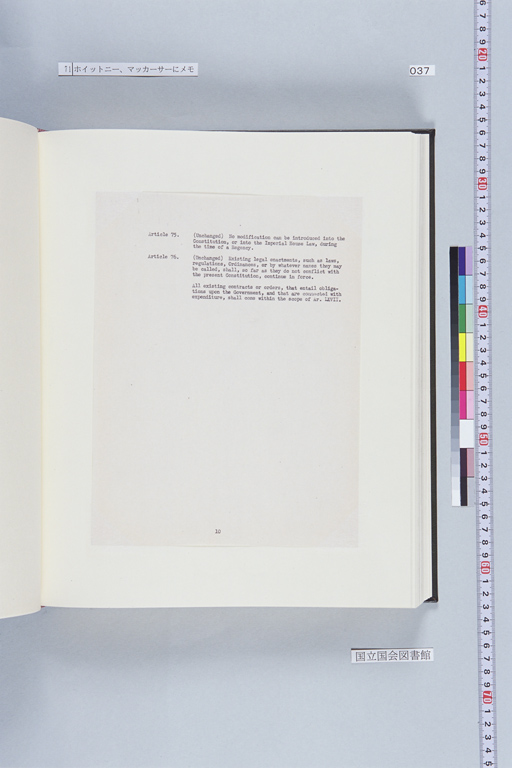 71 ホイットニー、マッカーサーにメモ
037
Article 75. (Unchanged) No modification can be introduced into the
Constitution, or into the Imperial House Law, during
the time of a Regency.
Article 76. (Unchanged) Existing legal enactments, such as Laws,
regulations, Ordinances, or by whatever names they may
be called, shall, so far as they do not conflict with
the present Constitution, continue in force.
All existing contracts or orders, that entail obliga-
tions upon the Government, and that are connected with
expenditure, shall come within the scope of Ar. LXVII.
10
国立国会図書館